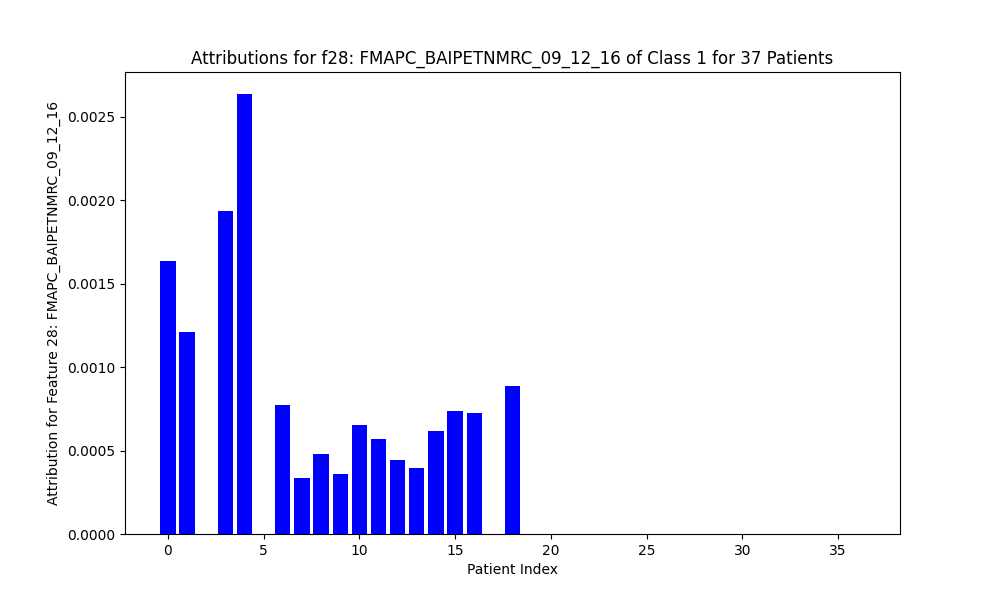 Attributions for f28: FMAPC_BAIPETNMRC_09_12_16 of Class 1 for 37 Patients
Attribution for Feature 28: FMAPC_BAIPETNMRC_09_12_16
0.0025
0.0020
0.0015
0.0010
0.0005
0.0000
0 5 10 15 20 25 30 35
Patient Index